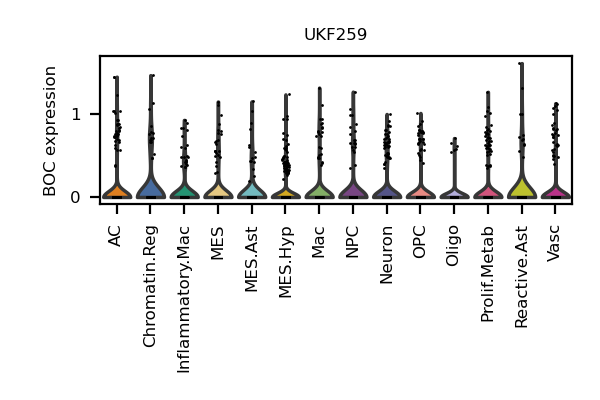 UKF259
BOC expression
1
0
AC
Chromatin.Reg
Inflammatory.Mac
MES
MES.Ast
MES.Hyp
Mac
NPC
Neuron
OPC
Oligo
Prolif.Metab
Reactive.Ast
Vasc